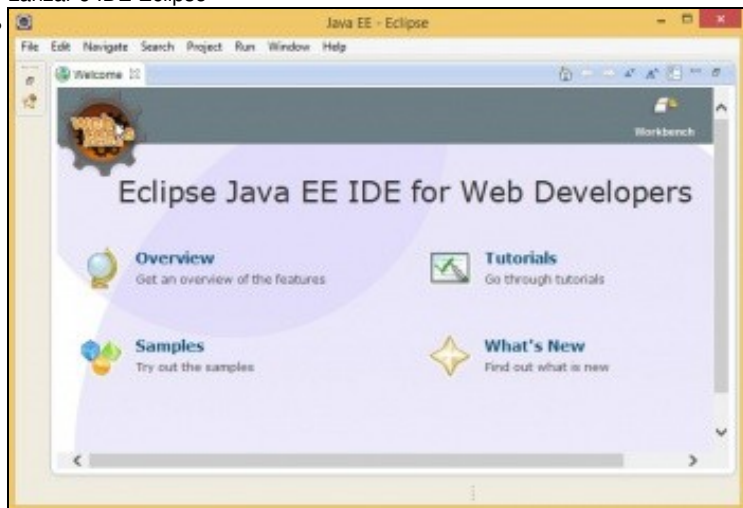 Lanzar o IDE Eclipse
Java EE - Eclipse
File Edit Navigate Search Project Run Window Help
Welcome
Workbench
Eclipse Java EE IDE for Web Developers
Overview
Get an overview of the features
Tutorials
Go through tutorials
Samples
Try out the samples
What's New
Find out what is new